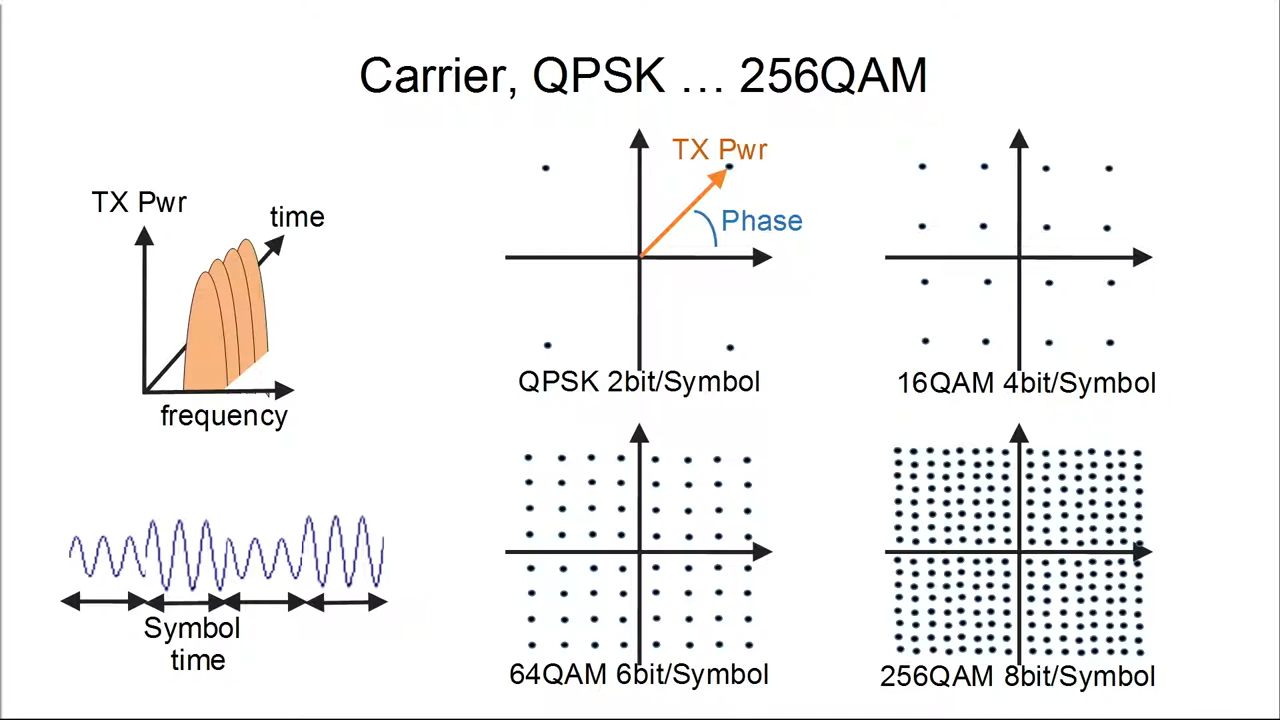 Carrier, QPSK … 256QAM
TX Pwr
time
frequency
Symbol
time
TX Pwr
Phase
QPSK 2bit/Symbol
16QAM 4bit/Symbol
64QAM 6bit/Symbol
256QAM 8bit/Symbol